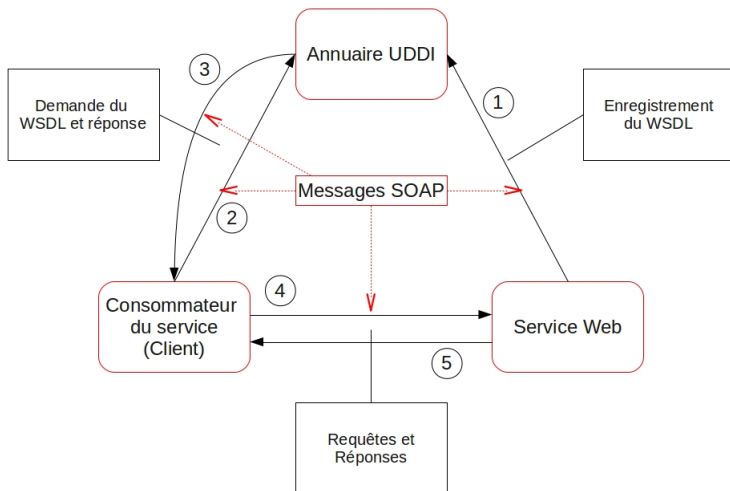 Annuaire UDDI
3
1
Demande du
WSDL et réponse
Enregistrement
du WSDL
Messages SOAP
2
Consommateur
du service
(Client)
4
Service Web
5
Requêtes et
Réponses